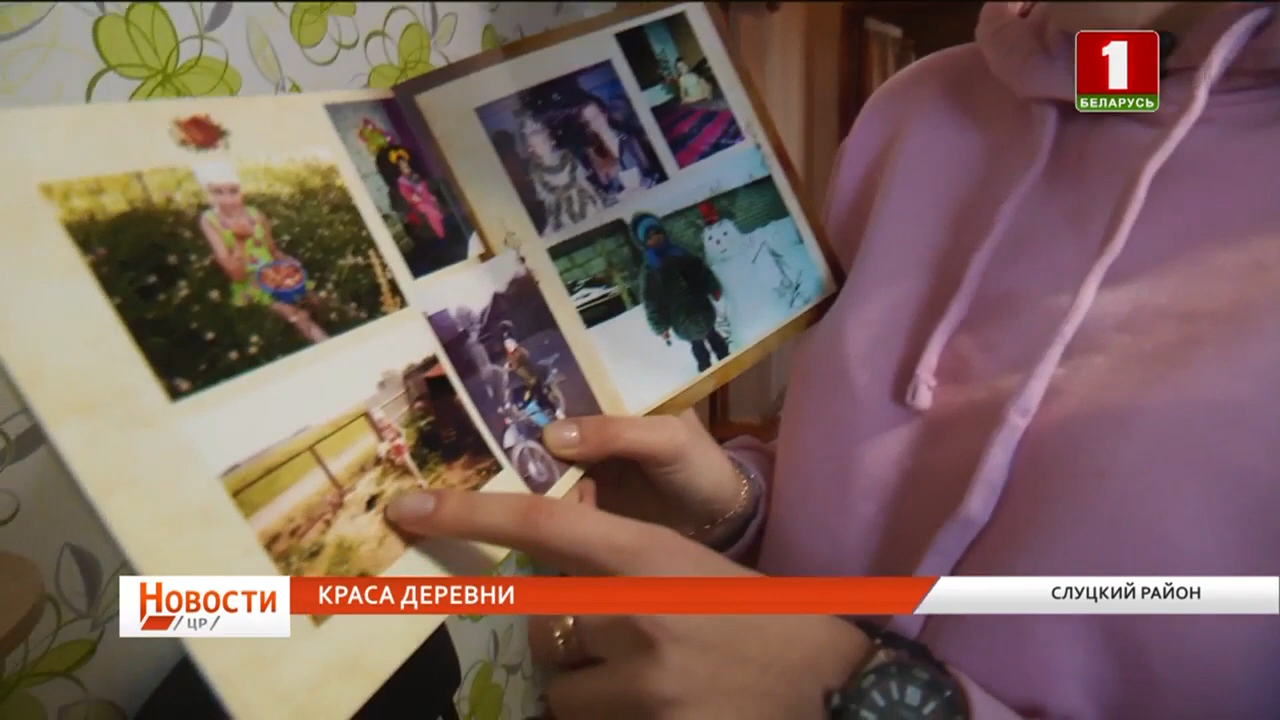 1
БЕЛАРУСЬ
НОВОСТИ
/ ЦР /
КРАСА ДЕРЕВНИ
СЛУЦКИЙ РАЙОН